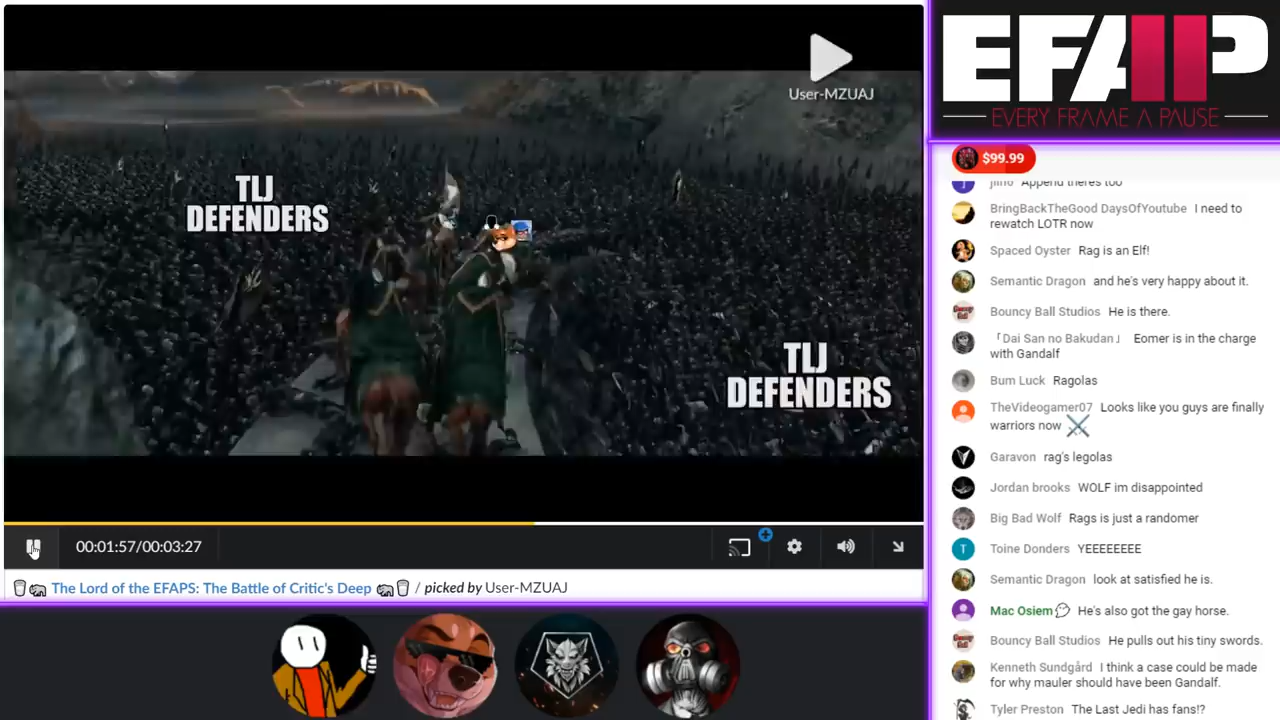 User-MZUAJ
TLJ
DEFENDERS
TLJ
DEFENDERS
00:01:57/00:03:27
The Lord of the EFAPS: The Battle of Critic's Deep / picked by User-MZUAJ
EFAP
EVERY FRAME A PAUSE
$99.99
Append theres too
BringBackTheGood DaysOfYoutube I need to
rewatch LOTR now
Spaced Oyster Rag is an Elf!
Semantic Dragon and he's very happy about it.
Bouncy Ball Studios He is there.
「Dai San no Bakudan」 Eomer is in the charge
with Gandalf
Bum Luck Ragolas
TheVideogamer07 Looks like you guys are finally
warriors now
Garavon rag's legolas
Jordan brooks WOLF im disappointed
Big Bad Wolf Rags is just a randomer
T Toine Donders YEEEEEEEE
Semantic Dragon look at satisfied he is.
Mac Osiem He's also got the gay horse.
Bouncy Ball Studios He pulls out his tiny swords.
Kenneth Sundgård I think a case could be made
for why mauler should have been Gandalf.
Tyler Preston The Last Jedi has fans!?